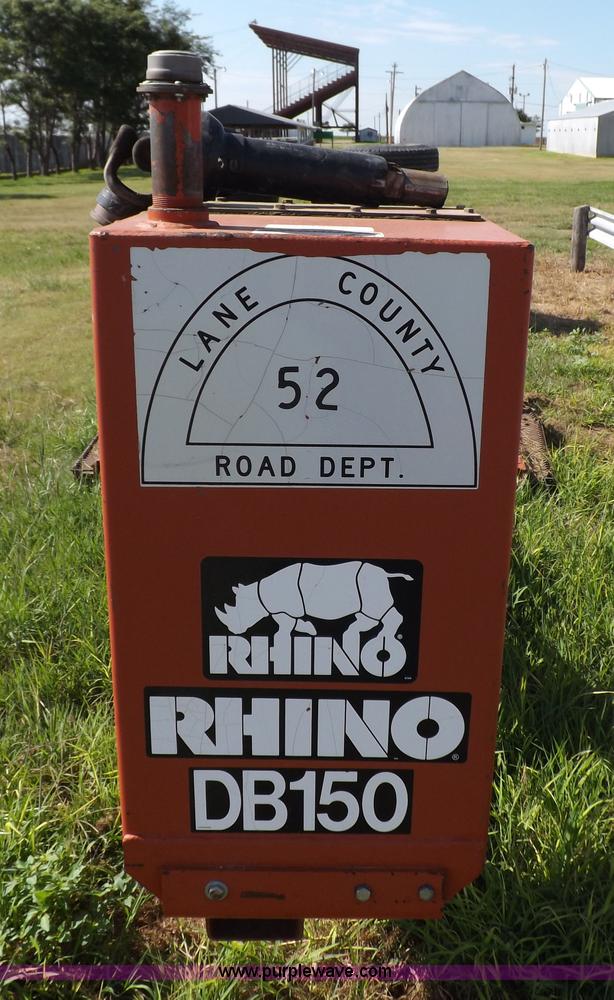 LANE COUNTY
52
ROAD DEPT.
RHINO®
RHINO®
DB150
www.purplewave.com